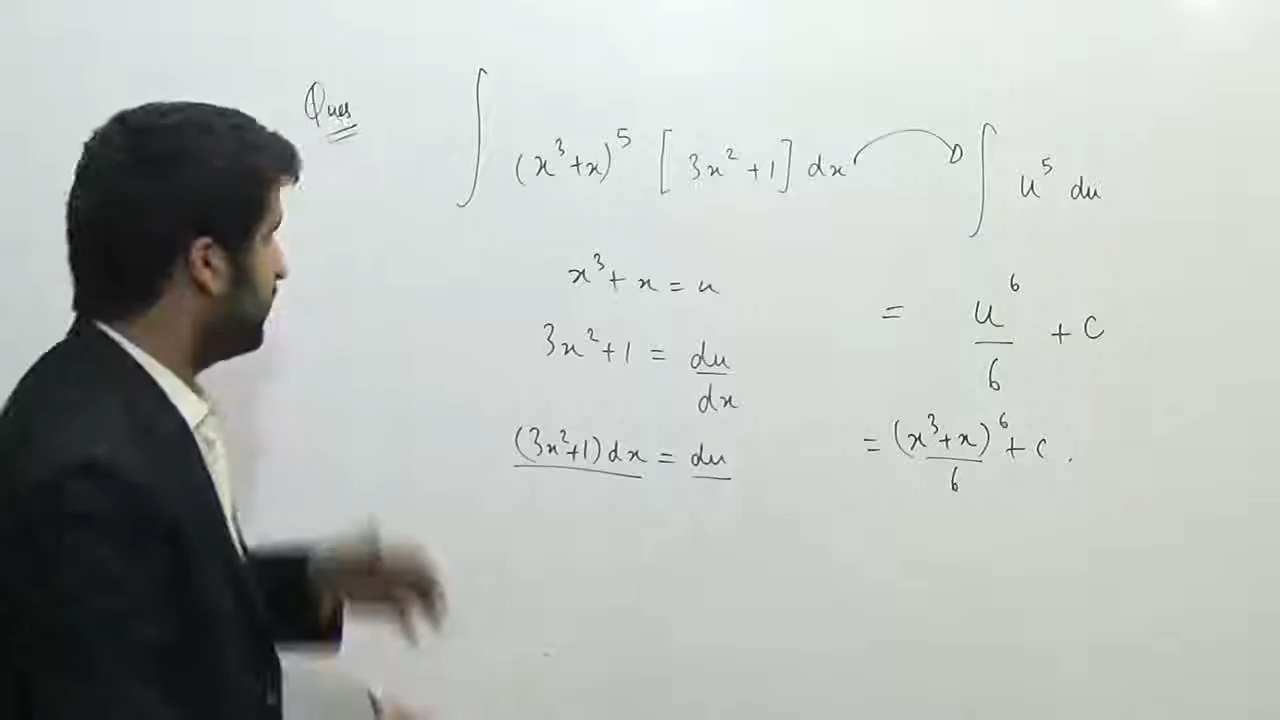 Ques ∫ (x³+x)⁵ [3x²+1] dx → ∫ u⁵ du
x³+x = u
3x²+1 = du/dx
(3x²+1) dx = du
= u⁶/6 + C
= (x³+x)⁶/6 + C.